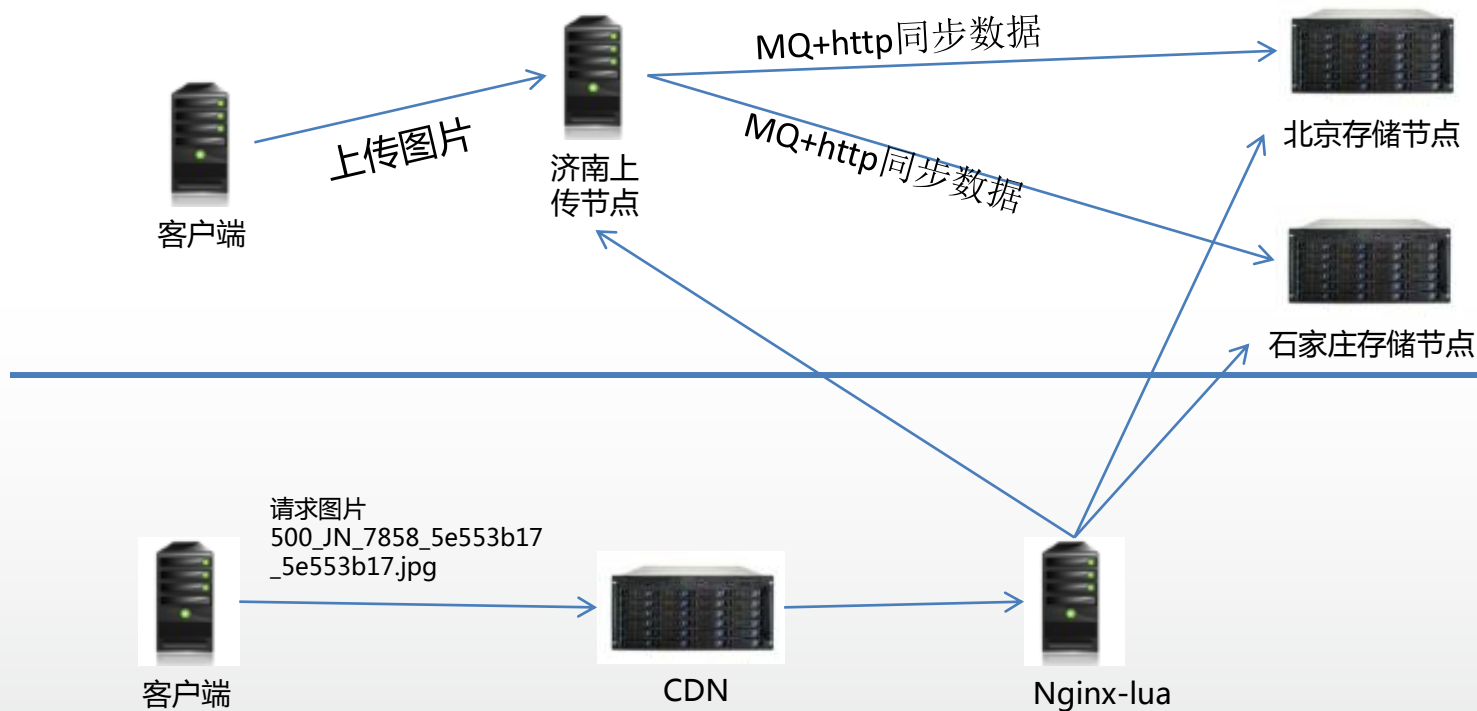 MQ+http同步数据
北京存储节点
上传图片
MQ+http同步数据
济南上
传节点
客户端
石家庄存储节点
请求图片
500_JN_7858_5e553b17
_5e553b17.jpg
客户端
CDN
Nginx-lua